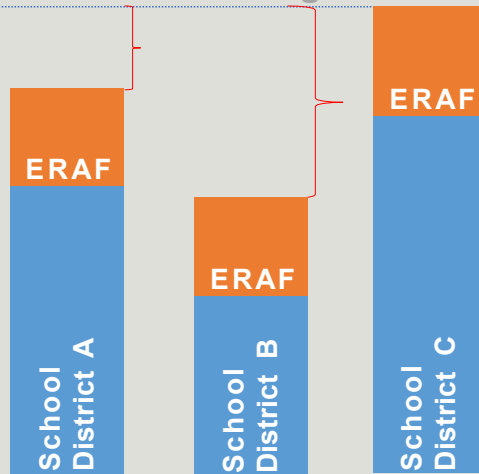 ERAF
School
District A
ERAF
School
District B
ERAF
School
District C